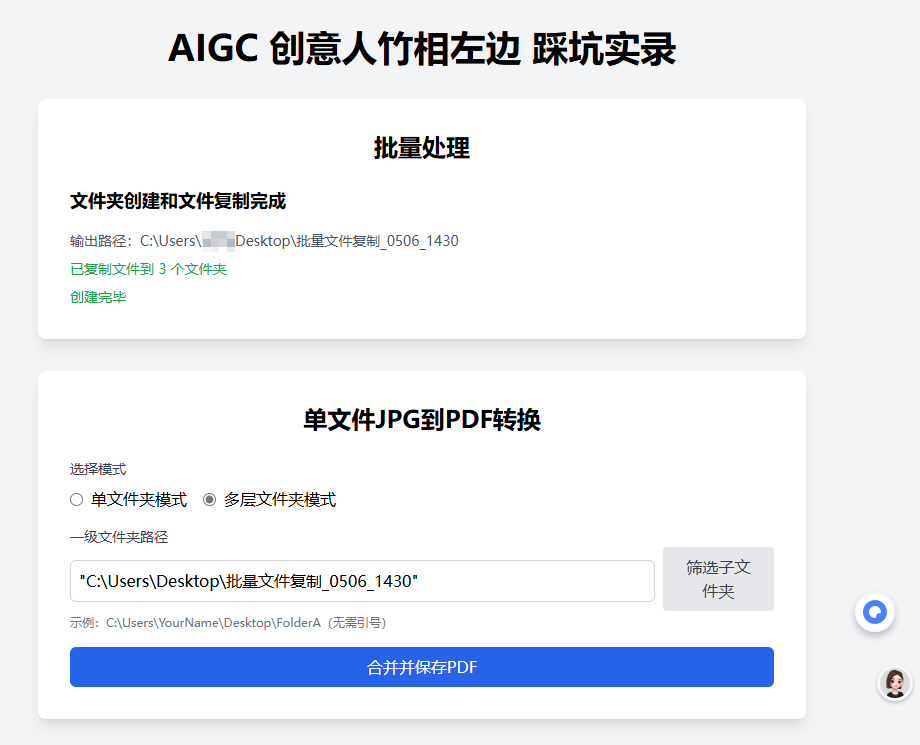 AIGC 创意人竹相左边 踩坑实录
批量处理
文件夹创建和文件复制完成
输出路径：C:\Users\ Desktop\批量文件复制_0506_1430
已复制文件到 3 个文件夹
创建完毕
单文件JPG到PDF转换
选择模式
单文件夹模式 多层文件夹模式
一级文件夹路径
"C:\Users\Desktop\批量文件复制_0506_1430"
筛选子文
件夹
示例：C:\Users\YourName\Desktop\FolderA（无需引号）
合并并保存PDF